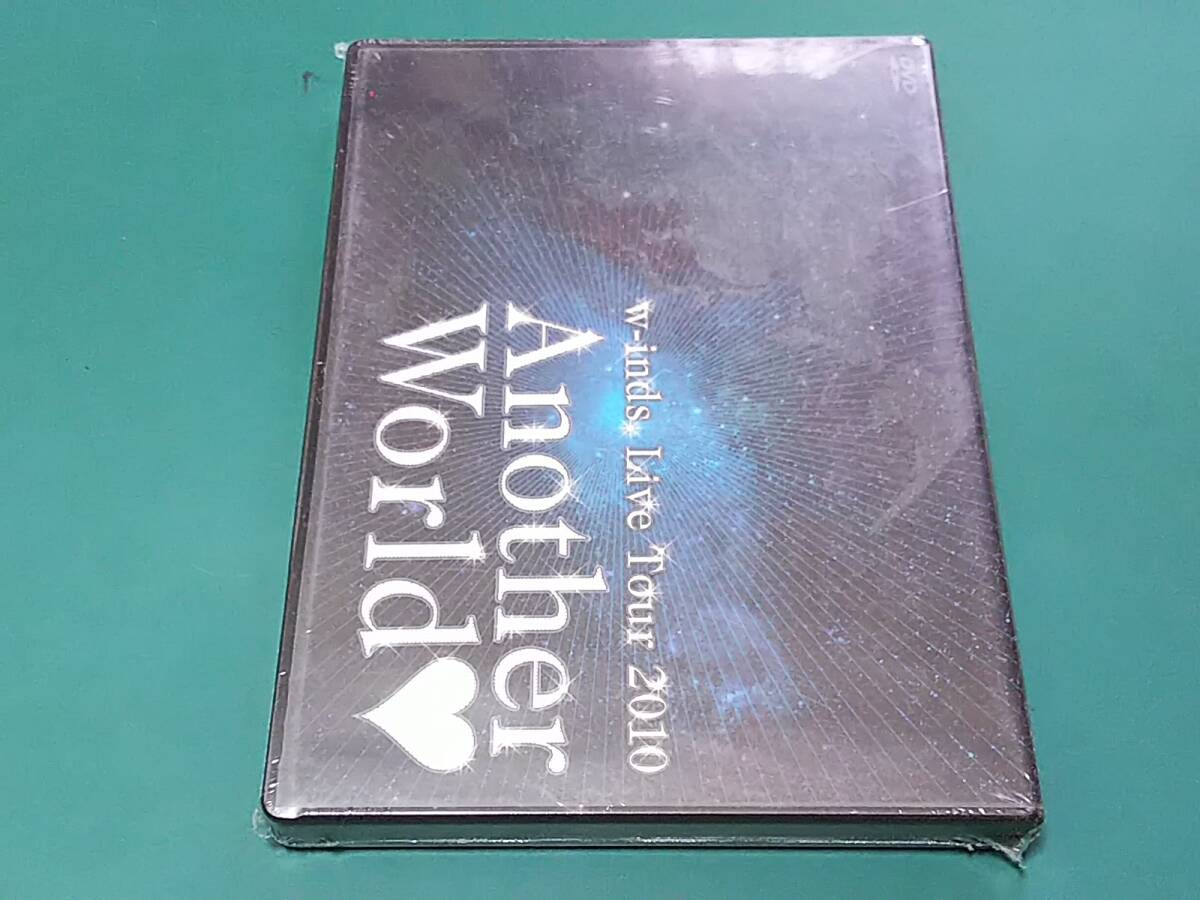 DVD
w-inds. Live Tour 2010
Another
World♥